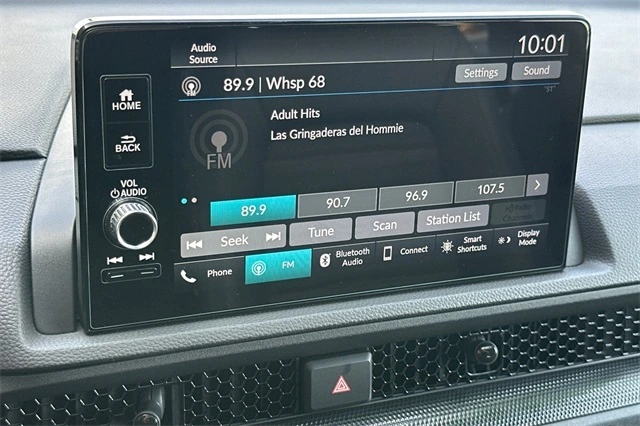 Audio
Source
10:01
FM
89.9 | Whsp 68
Settings
Sound
HOME
BACK
VOL
AUDIO
FM
Adult Hits
Las Gringaderas del Hommie
89.9
90.7
96.9
107.5
Seek
Tune
Scan
Station List
Phone
FM
Bluetooth
Audio
Connect
Smart
Shortcuts
Display
Mode